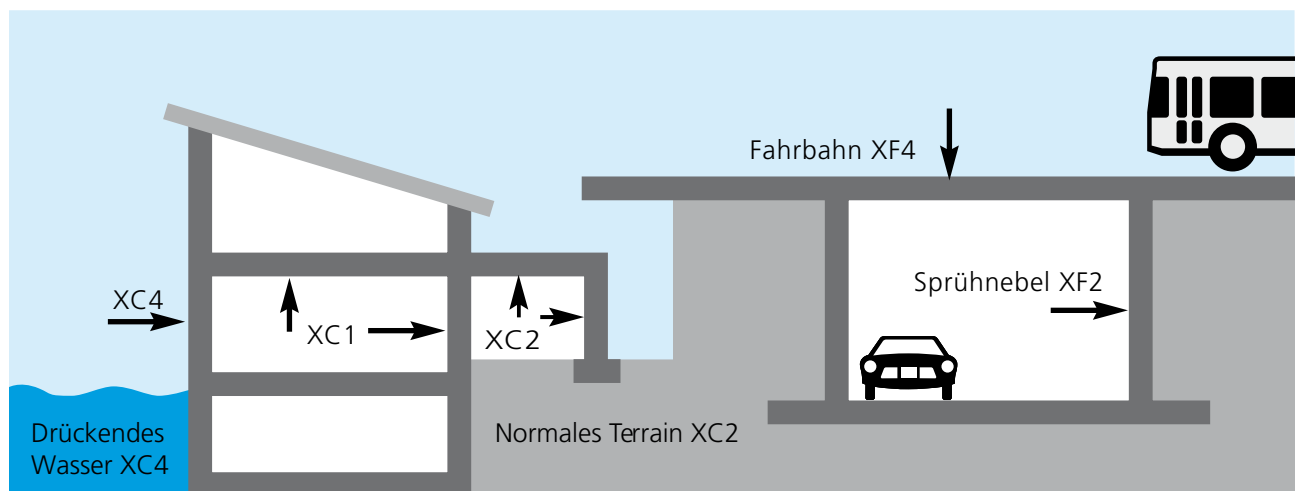 Fahrbahn XF4
Sprühnebel XF2
XC4
XC1
XC2
Drückendes
Wasser XC4
Normales Terrain XC2